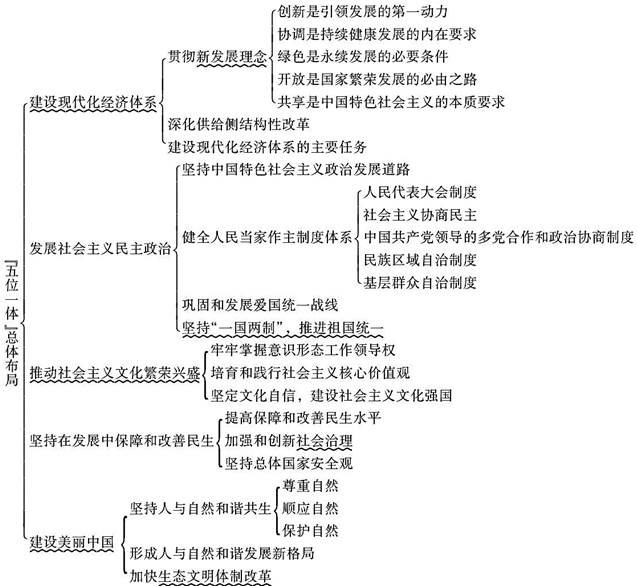 创新是引领发展的第一动力
协调是持续健康发展的内在要求
贯彻新发展理念
绿色是永续发展的必要条件
开放是国家繁荣发展的必由之路
建设现代化经济体系
共享是中国特色社会主义的本质要求
深化供给侧结构性改革
建设现代化经济体系的主要任务
坚持中国特色社会主义政治发展道路
人民代表大会制度
社会主义协商民主
发展社会主义民主政治
健全人民当家作主制度体系
中国共产党领导的多党合作和政治协商制度
民族区域自治制度
基层群众自治制度
『五位一体』总体布局
巩固和发展爱国统一战线
坚持“一国两制”，推进祖国统一
牢牢掌握意识形态工作领导权
推动社会主义文化繁荣兴盛
培育和践行社会主义核心价值观
坚定文化自信，建设社会主义文化强国
提高保障和改善民生水平
坚持在发展中保障和改善民生
加强和创新社会治理
坚持总体国家安全观
尊重自然
坚持人与自然和谐共生
顺应自然
保护自然
建设美丽中国
形成人与自然和谐发展新格局
加快生态文明体制改革